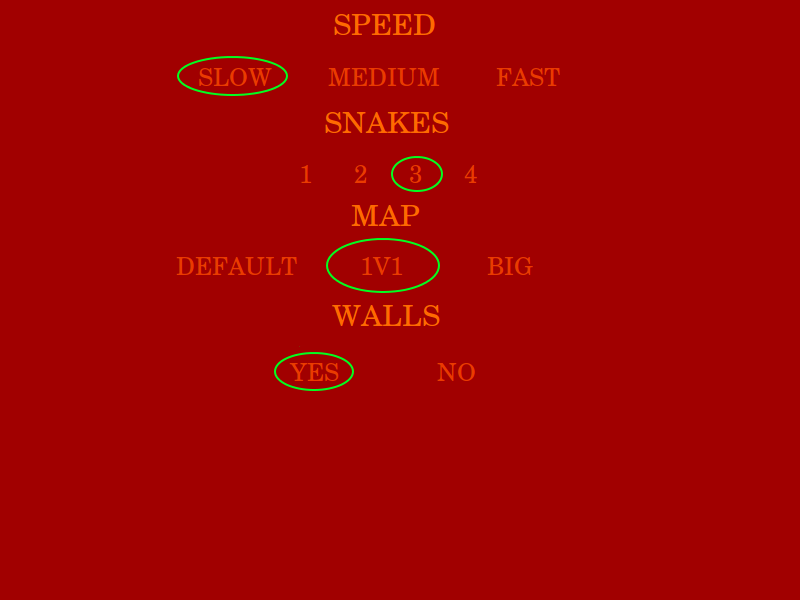 SPEED
SLOW MEDIUM FAST
SNAKES
1 2 3 4
MAP
DEFAULT 1V1 BIG
WALLS
YES NO